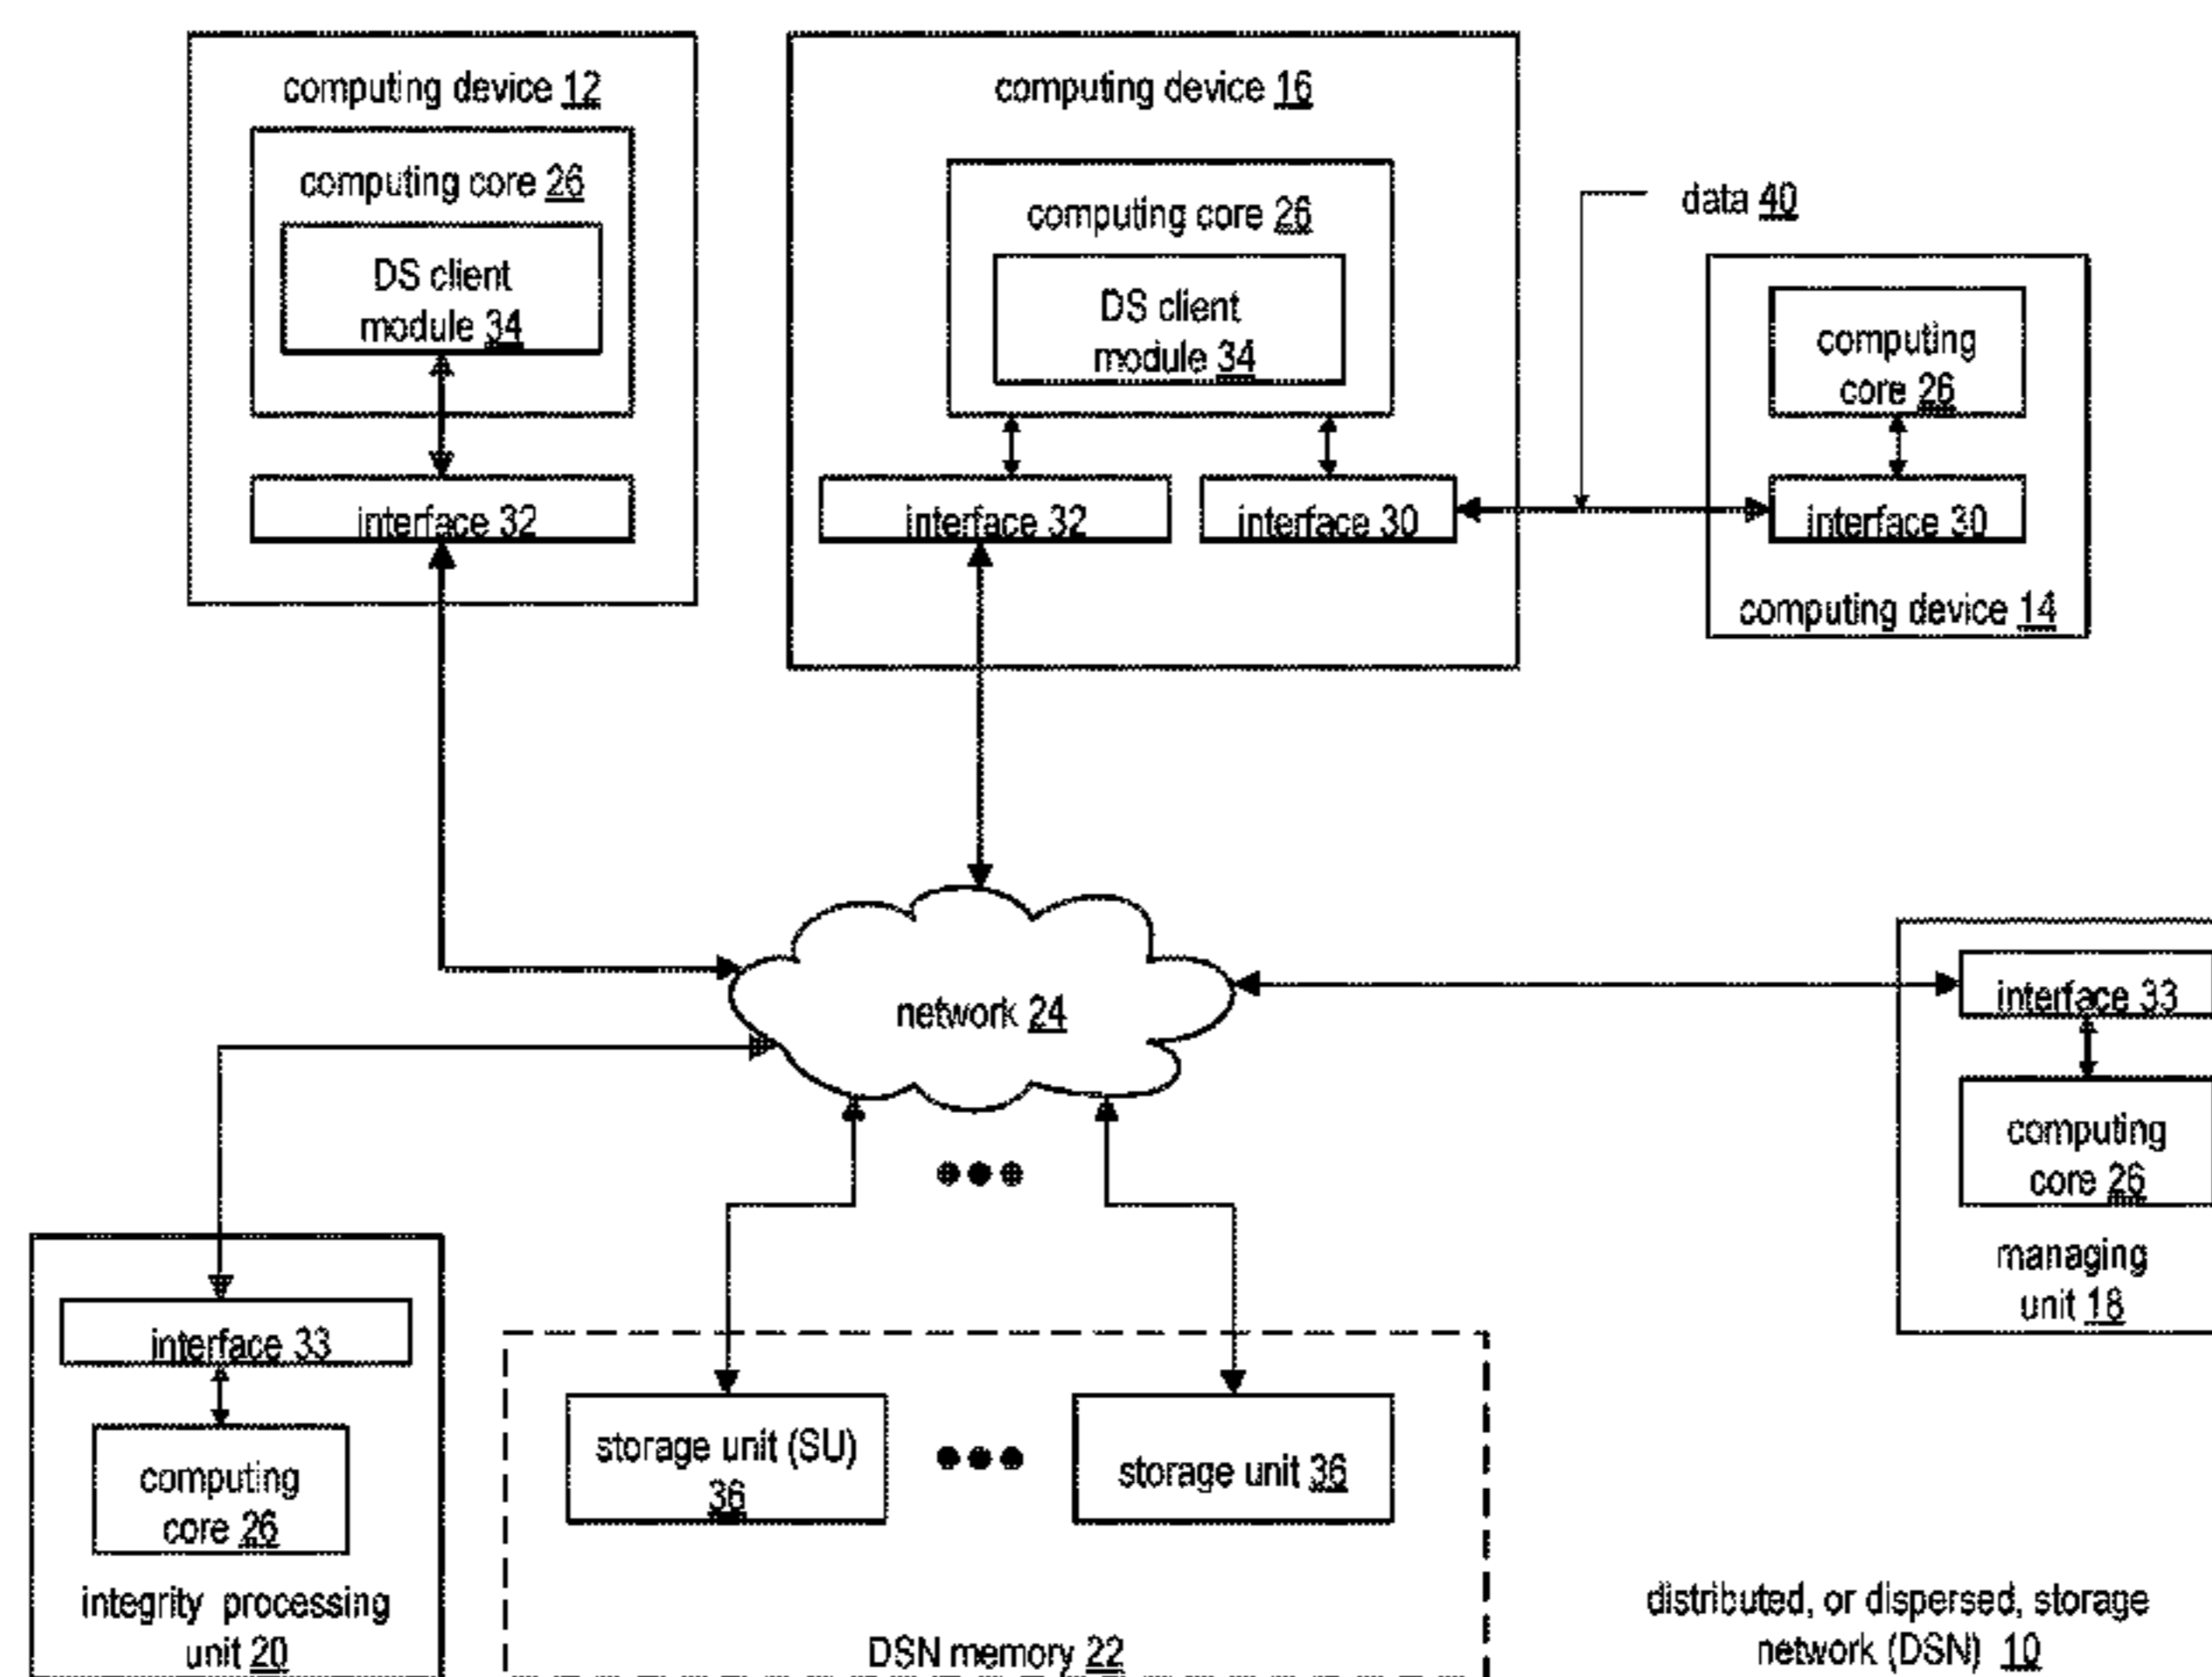 computing device 12
computing core 26
DS client
module 34
interface 32
computing device 16
computing core 26
DS client
module 34
interface 32
interface 30
data 40
computing
core 26
interface 30
computing device 14
network 24
interface 33
computing
core 26
managing
unit 18
interface 33
computing
core 26
integrity processing
unit 20
storage unit (SU)
36
storage unit 36
DSN memory 22
distributed, or dispersed, storage
network (DSN) 10